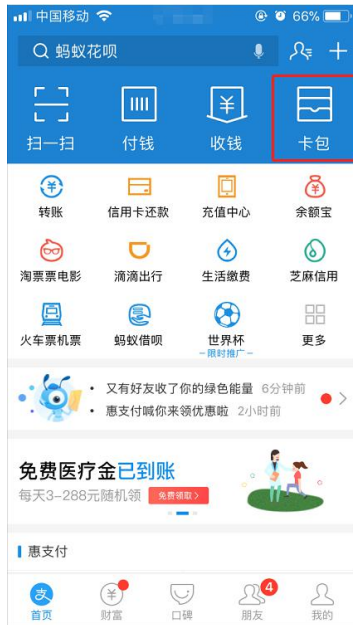 中国移动 66%
蚂蚁花呗
扫一扫 付钱 收钱 卡包
转账 信用卡还款 充值中心 余额宝
淘票票电影 滴滴出行 生活缴费 芝麻信用
火车票机票 蚂蚁借呗 世界杯 更多
-限时推广-
又有好友收了你的绿色能量 6分钟前
惠支付喊你来领优惠啦 2小时前
免费医疗金已到账
每天3-288元随机领 免费领取>
惠支付
支 4
首页 财富 口碑 朋友 我的